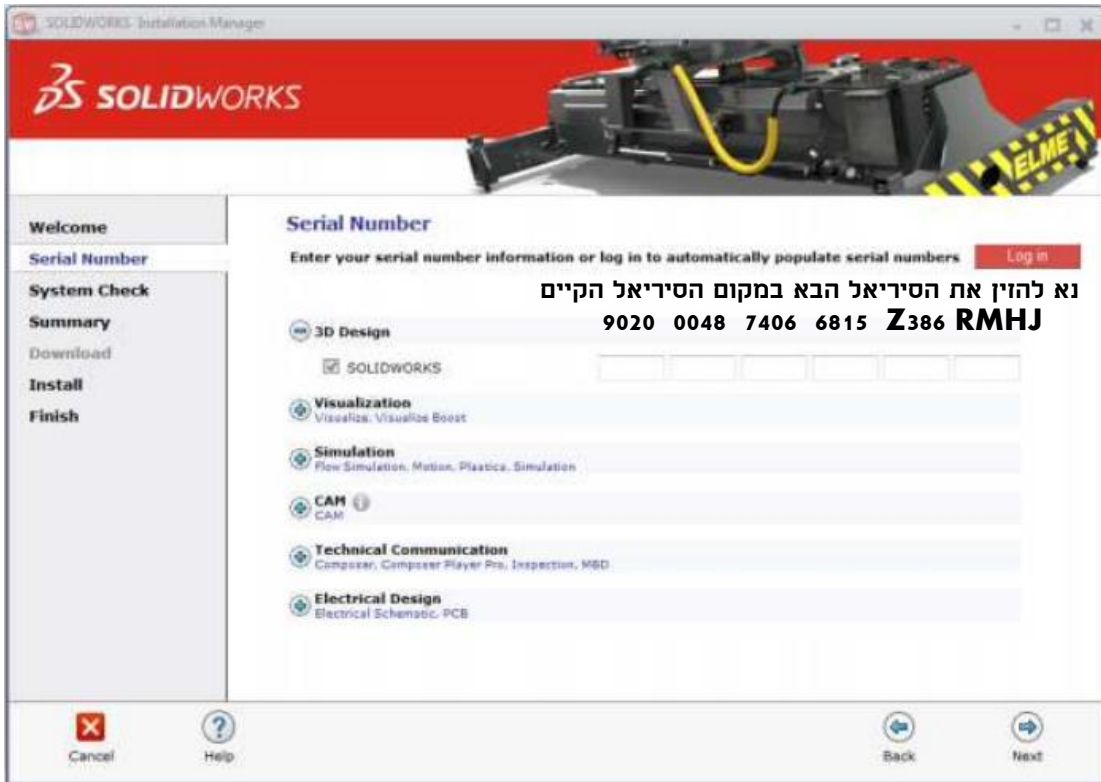 SOLIDWORKS Installation Manager
3S SOLIDWORKS
ELME
Welcome
Serial Number
System Check
Summary
Download
Install
Finish
Serial Number
Enter your serial number information or log in to automatically populate serial numbers
Log in
נא להזין את הסיריאל הבא במקום הסיריאל הקיים
9020 0048 7406 6815 Z386 RMHJ
3D Design
SOLIDWORKS
Visualization
Visualize, Visualize Boost
Simulation
Flow Simulation, Motion, Plastics, Simulation
CAM
CAM
Technical Communication
Composer, Composer Player Pro, Inspection, MBD
Electrical Design
Electrical Schematic, PCB
Cancel
Help
Back
Next